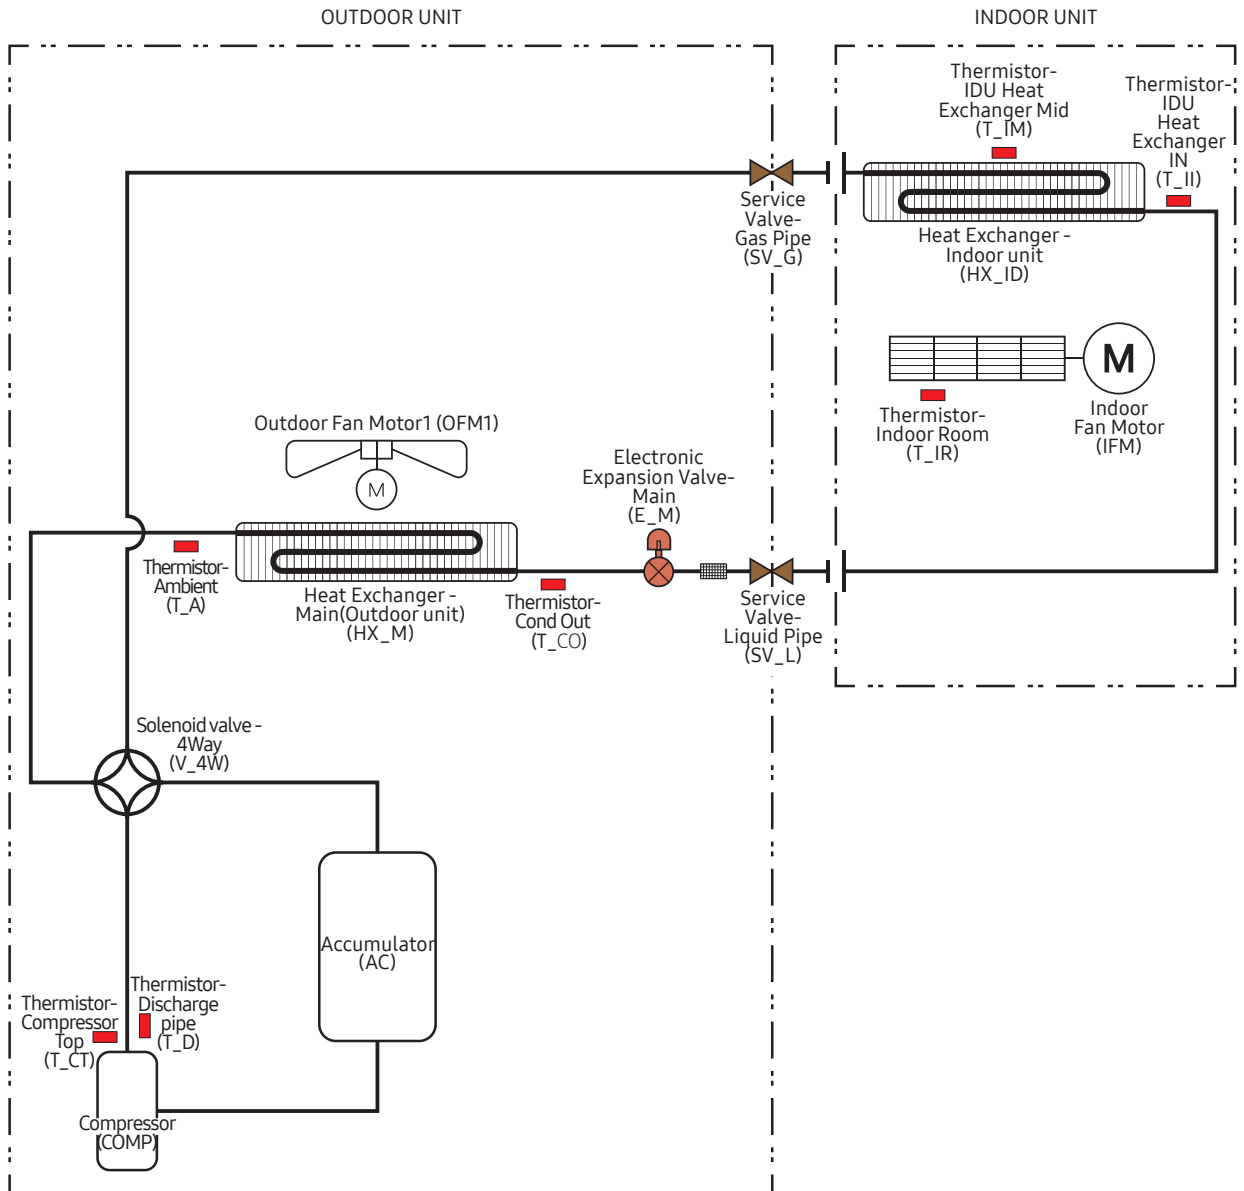 OUTDOOR UNIT
INDOOR UNIT
Thermistor-
IDU Heat
Exchanger Mid
(T_IM)
Thermistor-
IDU
Heat
Exchanger
IN
(T_II)
Service
Valve-
Gas Pipe
(SV_G)
Heat Exchanger -
Indoor unit
(HX_ID)
M
Thermistor-
Indoor Room
(T_IR)
Indoor
Fan Motor
(IFM)
Outdoor Fan Motor1 (OFM1)
M
Electronic
Expansion Valve-
Main
(E_M)
Thermistor-
Ambient
(T_A)
Heat Exchanger -
Main(Outdoor unit)
(HX_M)
Thermistor-
Cond Out
(T_CO)
Service
Valve-
Liquid Pipe
(SV_L)
Solenoid valve -
4Way
(V_4W)
Accumulator
(AC)
Thermistor-
Compressor
Top
(T_CT)
Thermistor-
Discharge
pipe
(T_D)
Compressor
(COMP)